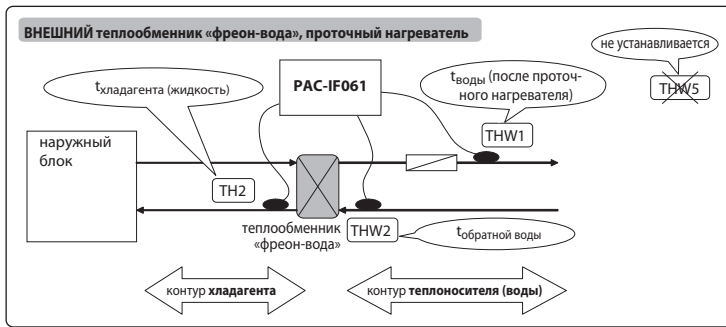 ВНЕШНИЙ теплообменник «фреон-вода», проточный нагреватель
не устанавливается
THW5
tхладагента (жидкость)
PAC-IF061
tводы (после проточ-
ного нагревателя)
THW1
наружный
блок
TH2
теплообменник
«фреон-вода»
THW2
tобратной воды
контур хладагента
контур теплоносителя (воды)